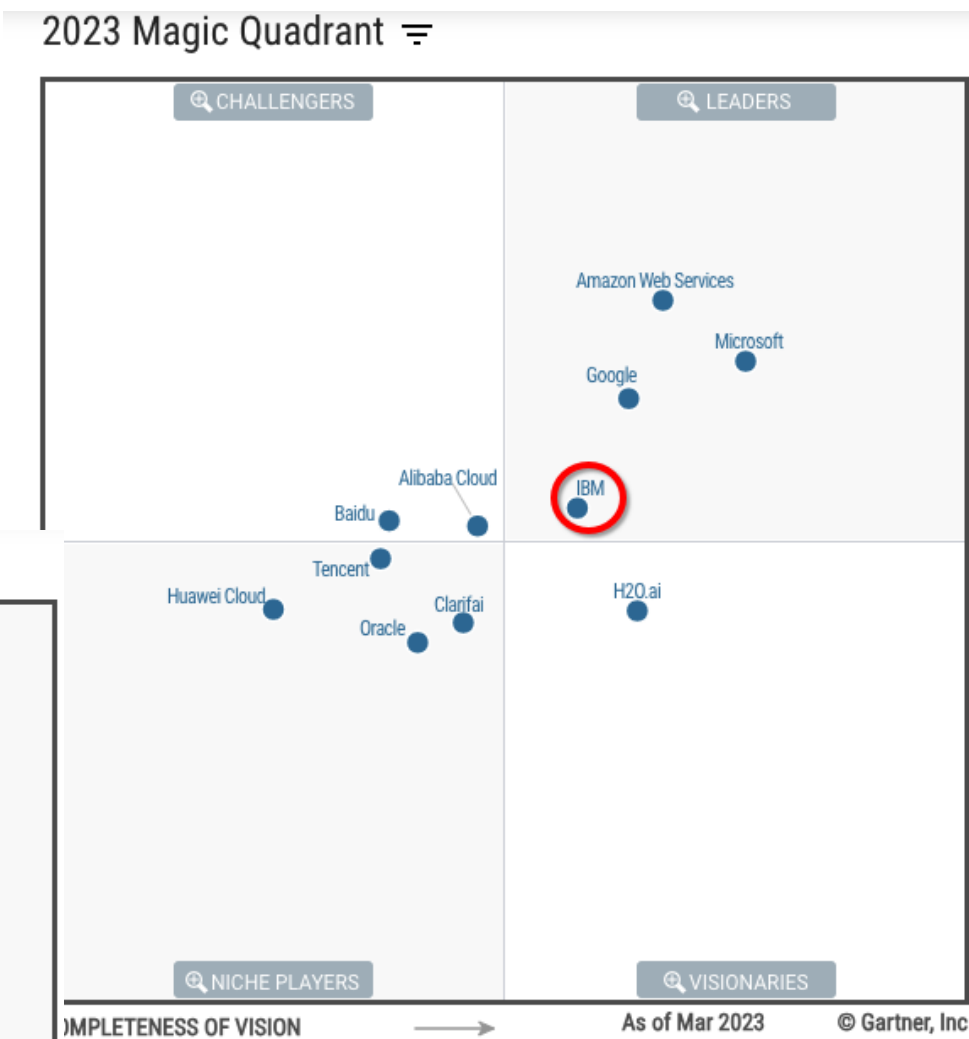 2023 Magic Quadrant
CHALLENGERS
LEADERS
Amazon Web Services
Microsoft
Google
Alibaba Cloud
IBM
Baidu
Tencent
Huawei Cloud
Clarifai
H2O.ai
Oracle
NICHE PLAYERS
VISIONARIES
OMPLETENESS OF VISION
As of Mar 2023
© Gartner, Inc